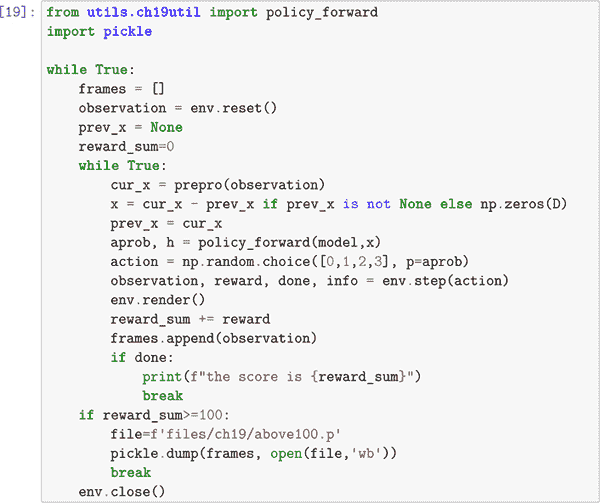 [19]: from utils.ch19util import policy_forward
import pickle

while True:
    frames = []
    observation = env.reset()
    prev_x = None
    reward_sum=0
    while True:
        cur_x = prepro(observation)
        x = cur_x - prev_x if prev_x is not None else np.zeros(D)
        prev_x = cur_x
        aprob, h = policy_forward(model,x)
        action = np.random.choice([0,1,2,3], p=aprob)
        observation, reward, done, info = env.step(action)
        env.render()
        reward_sum += reward
        frames.append(observation)
        if done:
            print(f"the score is {reward_sum}")
            break
    if reward_sum>=100:
        file=f'files/ch19/above100.p'
        pickle.dump(frames, open(file,'wb'))
        break
    env.close()